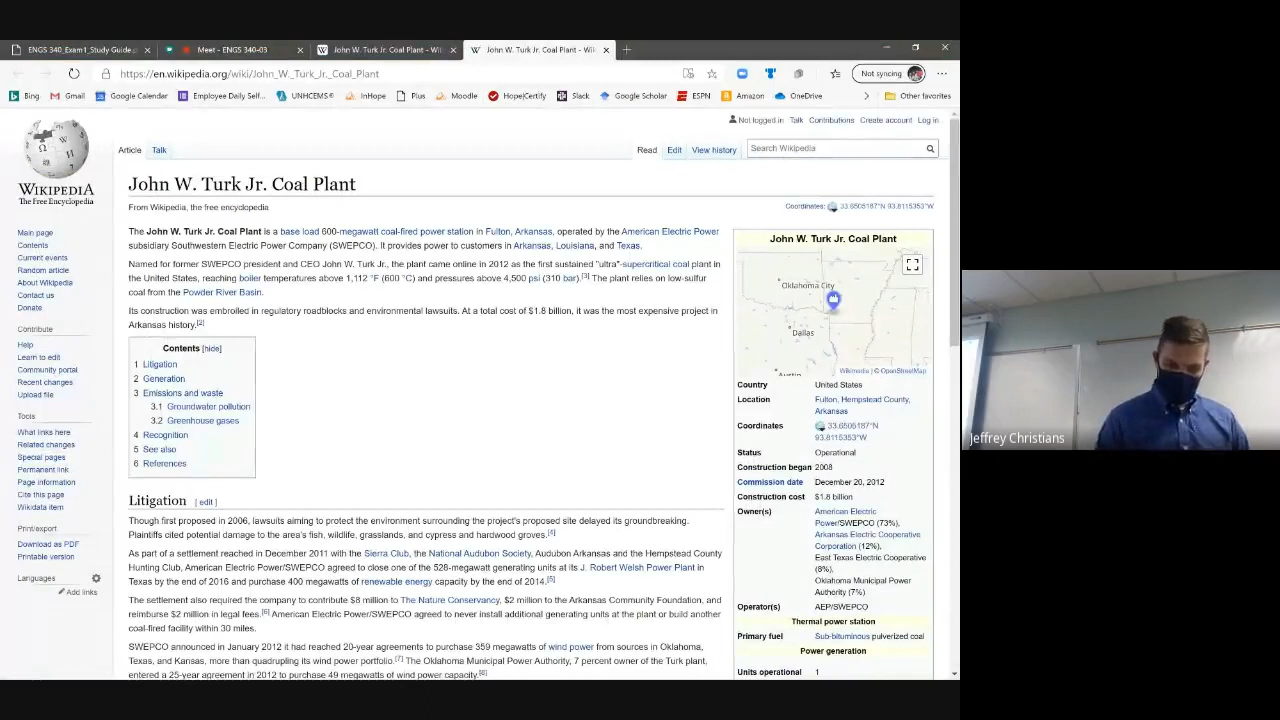 ENGS 340_Exam1_Study Guide.p
Meet - ENGS 340-03
John W. Turk Jr. Coal Plant - Wi
John W. Turk Jr. Coal Plant - Wik
https://en.wikipedia.org/wiki/John_W._Turk_Jr._Coal_Plant
Not syncing
Bing
Gmail
Google Calendar
Employee Daily Self...
UNHCEMS®
InHope
Plus
Moodle
Hope|Certify
Slack
Google Scholar
ESPN
Amazon
OneDrive
Other favorites
Not logged in Talk Contributions Create account Log in
Article Talk
Read Edit View history
Search Wikipedia
WIKIPEDIA
The Free Encyclopedia
Main page
Contents
Current events
Random article
About Wikipedia
Contact us
Donate
Contribute
Help
Learn to edit
Community portal
Recent changes
Upload file
Tools
What links here
Related changes
Special pages
Permanent link
Page information
Cite this page
Wikidata item
Print/export
Download as PDF
Printable version
Languages
Add links
John W. Turk Jr. Coal Plant
From Wikipedia, the free encyclopedia
Coordinates: 33.6505187°N 93.8115353°W
The John W. Turk Jr. Coal Plant is a base load 600-megawatt coal-fired power station in Fulton, Arkansas, operated by the American Electric Power
subsidiary Southwestern Electric Power Company (SWEPCO). It provides power to customers in Arkansas, Louisiana, and Texas.
Named for former SWEPCO president and CEO John W. Turk Jr., the plant came online in 2012 as the first sustained "ultra"-supercritical coal plant in
the United States, reaching boiler temperatures above 1,112 °F (600 °C) and pressures above 4,500 psi (310 bar).[3] The plant relies on low-sulfur
coal from the Powder River Basin.
Its construction was embroiled in regulatory roadblocks and environmental lawsuits. At a total cost of $1.8 billion, it was the most expensive project in
Arkansas history.[2]
Contents [hide]
1 Litigation
2 Generation
3 Emissions and waste
3.1 Groundwater pollution
3.2 Greenhouse gases
4 Recognition
5 See also
6 References
Litigation [ edit ]
Though first proposed in 2006, lawsuits aiming to protect the environment surrounding the project's proposed site delayed its groundbreaking.
Plaintiffs cited potential damage to the area's fish, wildlife, grasslands, and cypress and hardwood groves.[4]
As part of a settlement reached in December 2011 with the Sierra Club, the National Audubon Society, Audubon Arkansas and the Hempstead County
Hunting Club, American Electric Power/SWEPCO agreed to close one of the 528-megawatt generating units at its J. Robert Welsh Power Plant in
Texas by the end of 2016 and purchase 400 megawatts of renewable energy capacity by the end of 2014.[5]
The settlement also required the company to contribute $8 million to The Nature Conservancy, $2 million to the Arkansas Community Foundation, and
reimburse $2 million in legal fees.[6] American Electric Power/SWEPCO agreed to never install additional generating units at the plant or build another
coal-fired facility within 30 miles.
SWEPCO announced in January 2012 it had reached 20-year agreements to purchase 359 megawatts of wind power from sources in Oklahoma,
Texas, and Kansas, more than quadrupling its wind power portfolio.[7] The Oklahoma Municipal Power Authority, 7 percent owner of the Turk plant,
entered a 25-year agreement in 2012 to purchase 49 megawatts of wind power capacity.[8]
John W. Turk Jr. Coal Plant
Oklahoma City
Dallas
Austin
Wikimedia | © OpenStreetMap
Country United States
Location Fulton, Hempstead County,
Arkansas
Coordinates 33.6505187°N
93.8115353°W
Status Operational
Construction began 2008
Commission date December 20, 2012
Construction cost $1.8 billion
Owner(s) American Electric
Power/SWEPCO (73%),
Arkansas Electric Cooperative
Corporation (12%),
East Texas Electric Cooperative
(8%),
Oklahoma Municipal Power
Authority (7%)
Operator(s) AEP/SWEPCO
Thermal power station
Primary fuel Sub-bituminous pulverized coal
Power generation
Units operational 1
Jeffrey Christians